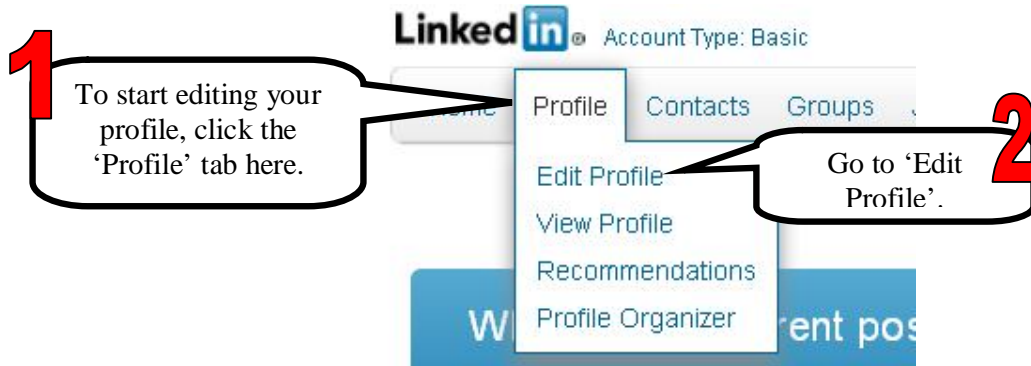 Linked in ® Account Type: Basic
1
To start editing your
profile, click the
‘Profile’ tab here.
Profile Contacts Groups
2
Edit Profile
Go to ‘Edit
Profile’.
View Profile
Recommendations
Profile Organizer